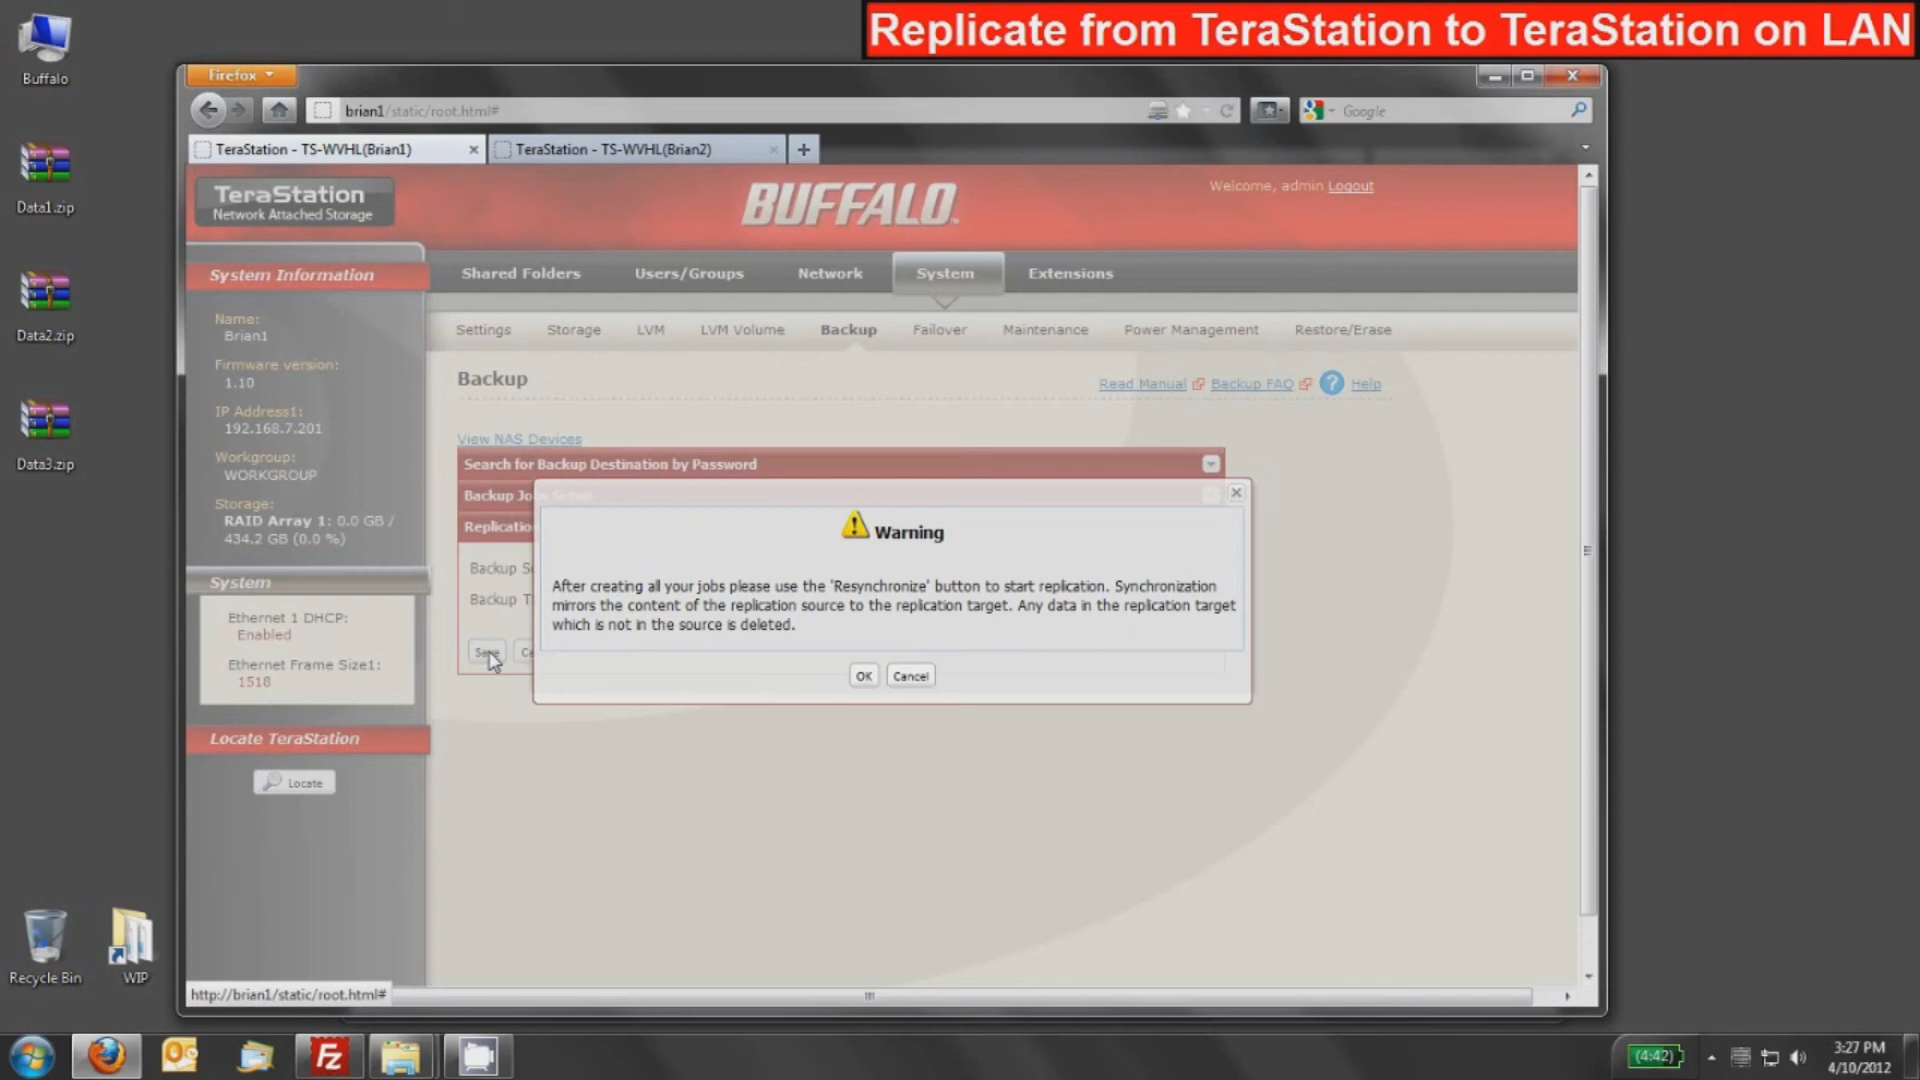 Replicate from TeraStation to TeraStation on LAN
Buffalo
Data1.zip
Data2.zip
Data3.zip
Recycle Bin
WIP
Firefox
brian1/static/root.html#
Google
TeraStation - TS-WVHL(Brian1)
TeraStation - TS-WVHL(Brian2)
TeraStation
Network Attached Storage
BUFFALO
Welcome, admin Logout
System Information
Shared Folders Users/Groups Network System Extensions
Settings Storage LVM LVM Volume Backup Failover Maintenance Power Management Restore/Erase
Name:
Brian1
Firmware version:
1.10
IP Address1:
192.168.7.201
Workgroup:
WORKGROUP
Storage:
RAID Array 1: 0.0 GB /
434.2 GB (0.0 %)
System
Ethernet 1 DHCP:
Enabled
Ethernet Frame Size1:
1518
Locate TeraStation
Locate
Backup
Read Manual Backup FAQ ? Help
View NAS Devices
Search for Backup Destination by Password
Backup
Replication
Backup
Backup
Save
Warning
After creating all your jobs please use the 'Resynchronize' button to start replication. Synchronization
mirrors the content of the replication source to the replication target. Any data in the replication target
which is not in the source is deleted.
OK Cancel
http://brian1/static/root.html#
(4:42)
3:27 PM
4/10/2012